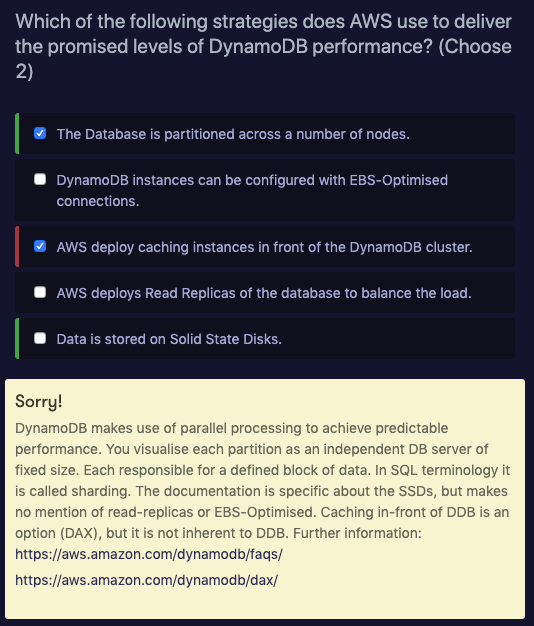 Which of the following strategies does AWS use to deliver
the promised levels of DynamoDB performance? (Choose
2)
The Database is partitioned across a number of nodes.
DynamoDB instances can be configured with EBS-Optimised
connections.
AWS deploy caching instances in front of the DynamoDB cluster.
AWS deploys Read Replicas of the database to balance the load.
Data is stored on Solid State Disks.
Sorry!
DynamoDB makes use of parallel processing to achieve predictable
performance. You visualise each partition as an independent DB server of
fixed size. Each responsible for a defined block of data. In SQL terminology it
is called sharding. The documentation is specific about the SSDs, but makes
no mention of read-replicas or EBS-Optimised. Caching in-front of DDB is an
option (DAX), but it is not inherent to DDB. Further information:
https://aws.amazon.com/dynamodb/faqs/
https://aws.amazon.com/dynamodb/dax/